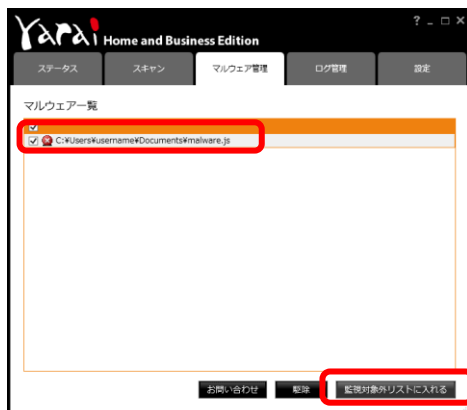 Yarai Home and Business Edition
? _ □ ×
ステータス スキャン マルウェア管理 ログ管理 設定
マルウェア一覧
C:¥Users¥username¥Documents¥malware.js
お問い合わせ 駆除 監視対象外リストに入れる